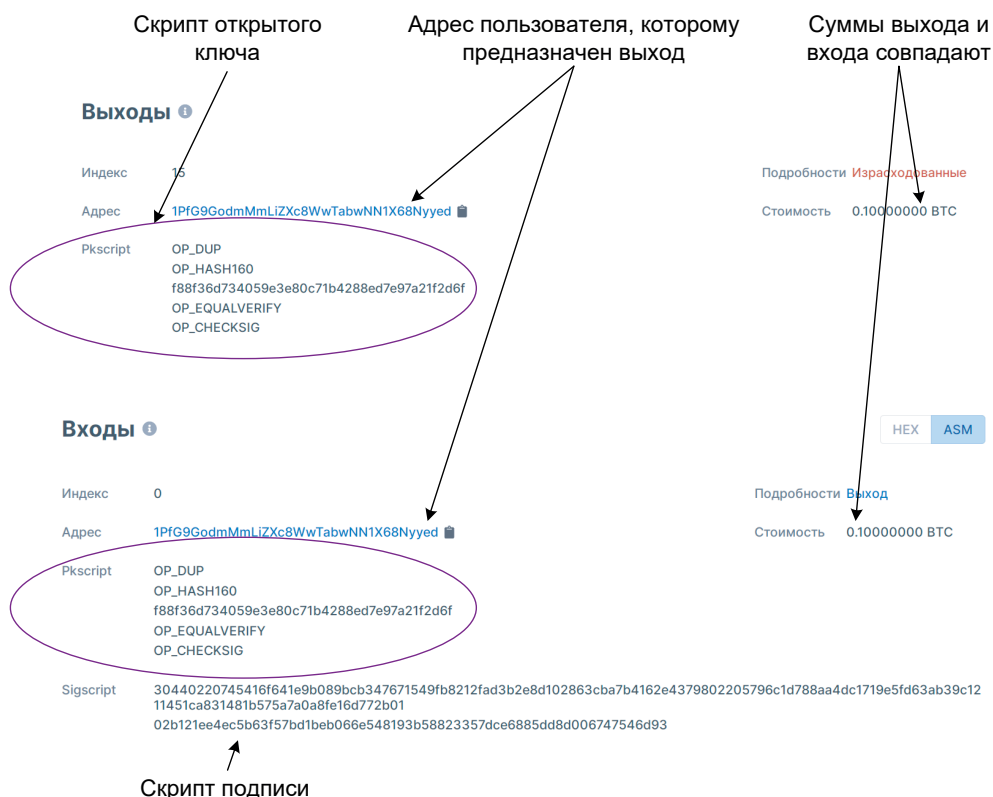 Скрипт открытого
ключа
Адрес пользователя, которому
предназначен выход
Суммы выхода и
входа совпадают
Выходы
Индекс 15 Подробности Израсходованные
Адрес 1PfG9GodmMmLiZXc8WwTabwNN1X68Nyyed Стоимость 0.10000000 BTC
Pkscript OP_DUP
OP_HASH160
f88f36d734059e3e80c71b4288ed7e97a21f2d6f
OP_EQUALVERIFY
OP_CHECKSIG
Входы HEX ASM
Индекс 0 Подробности Выход
Адрес 1PfG9GodmMmLiZXc8WwTabwNN1X68Nyyed Стоимость 0.10000000 BTC
Pkscript OP_DUP
OP_HASH160
f88f36d734059e3e80c71b4288ed7e97a21f2d6f
OP_EQUALVERIFY
OP_CHECKSIG
Sigscript 30440220745416f641e9b089bcb347671549fb8212fad3b2e8d102863cba7b4162e4379802205796c1d788aa4dc1719e5fd63ab39c12
11451ca831481b575a7a0a8fe16d772b01
02b121ee4ec5b63f57bd1beb066e548193b58823357dce6885dd8d006747546d93
Скрипт подписи